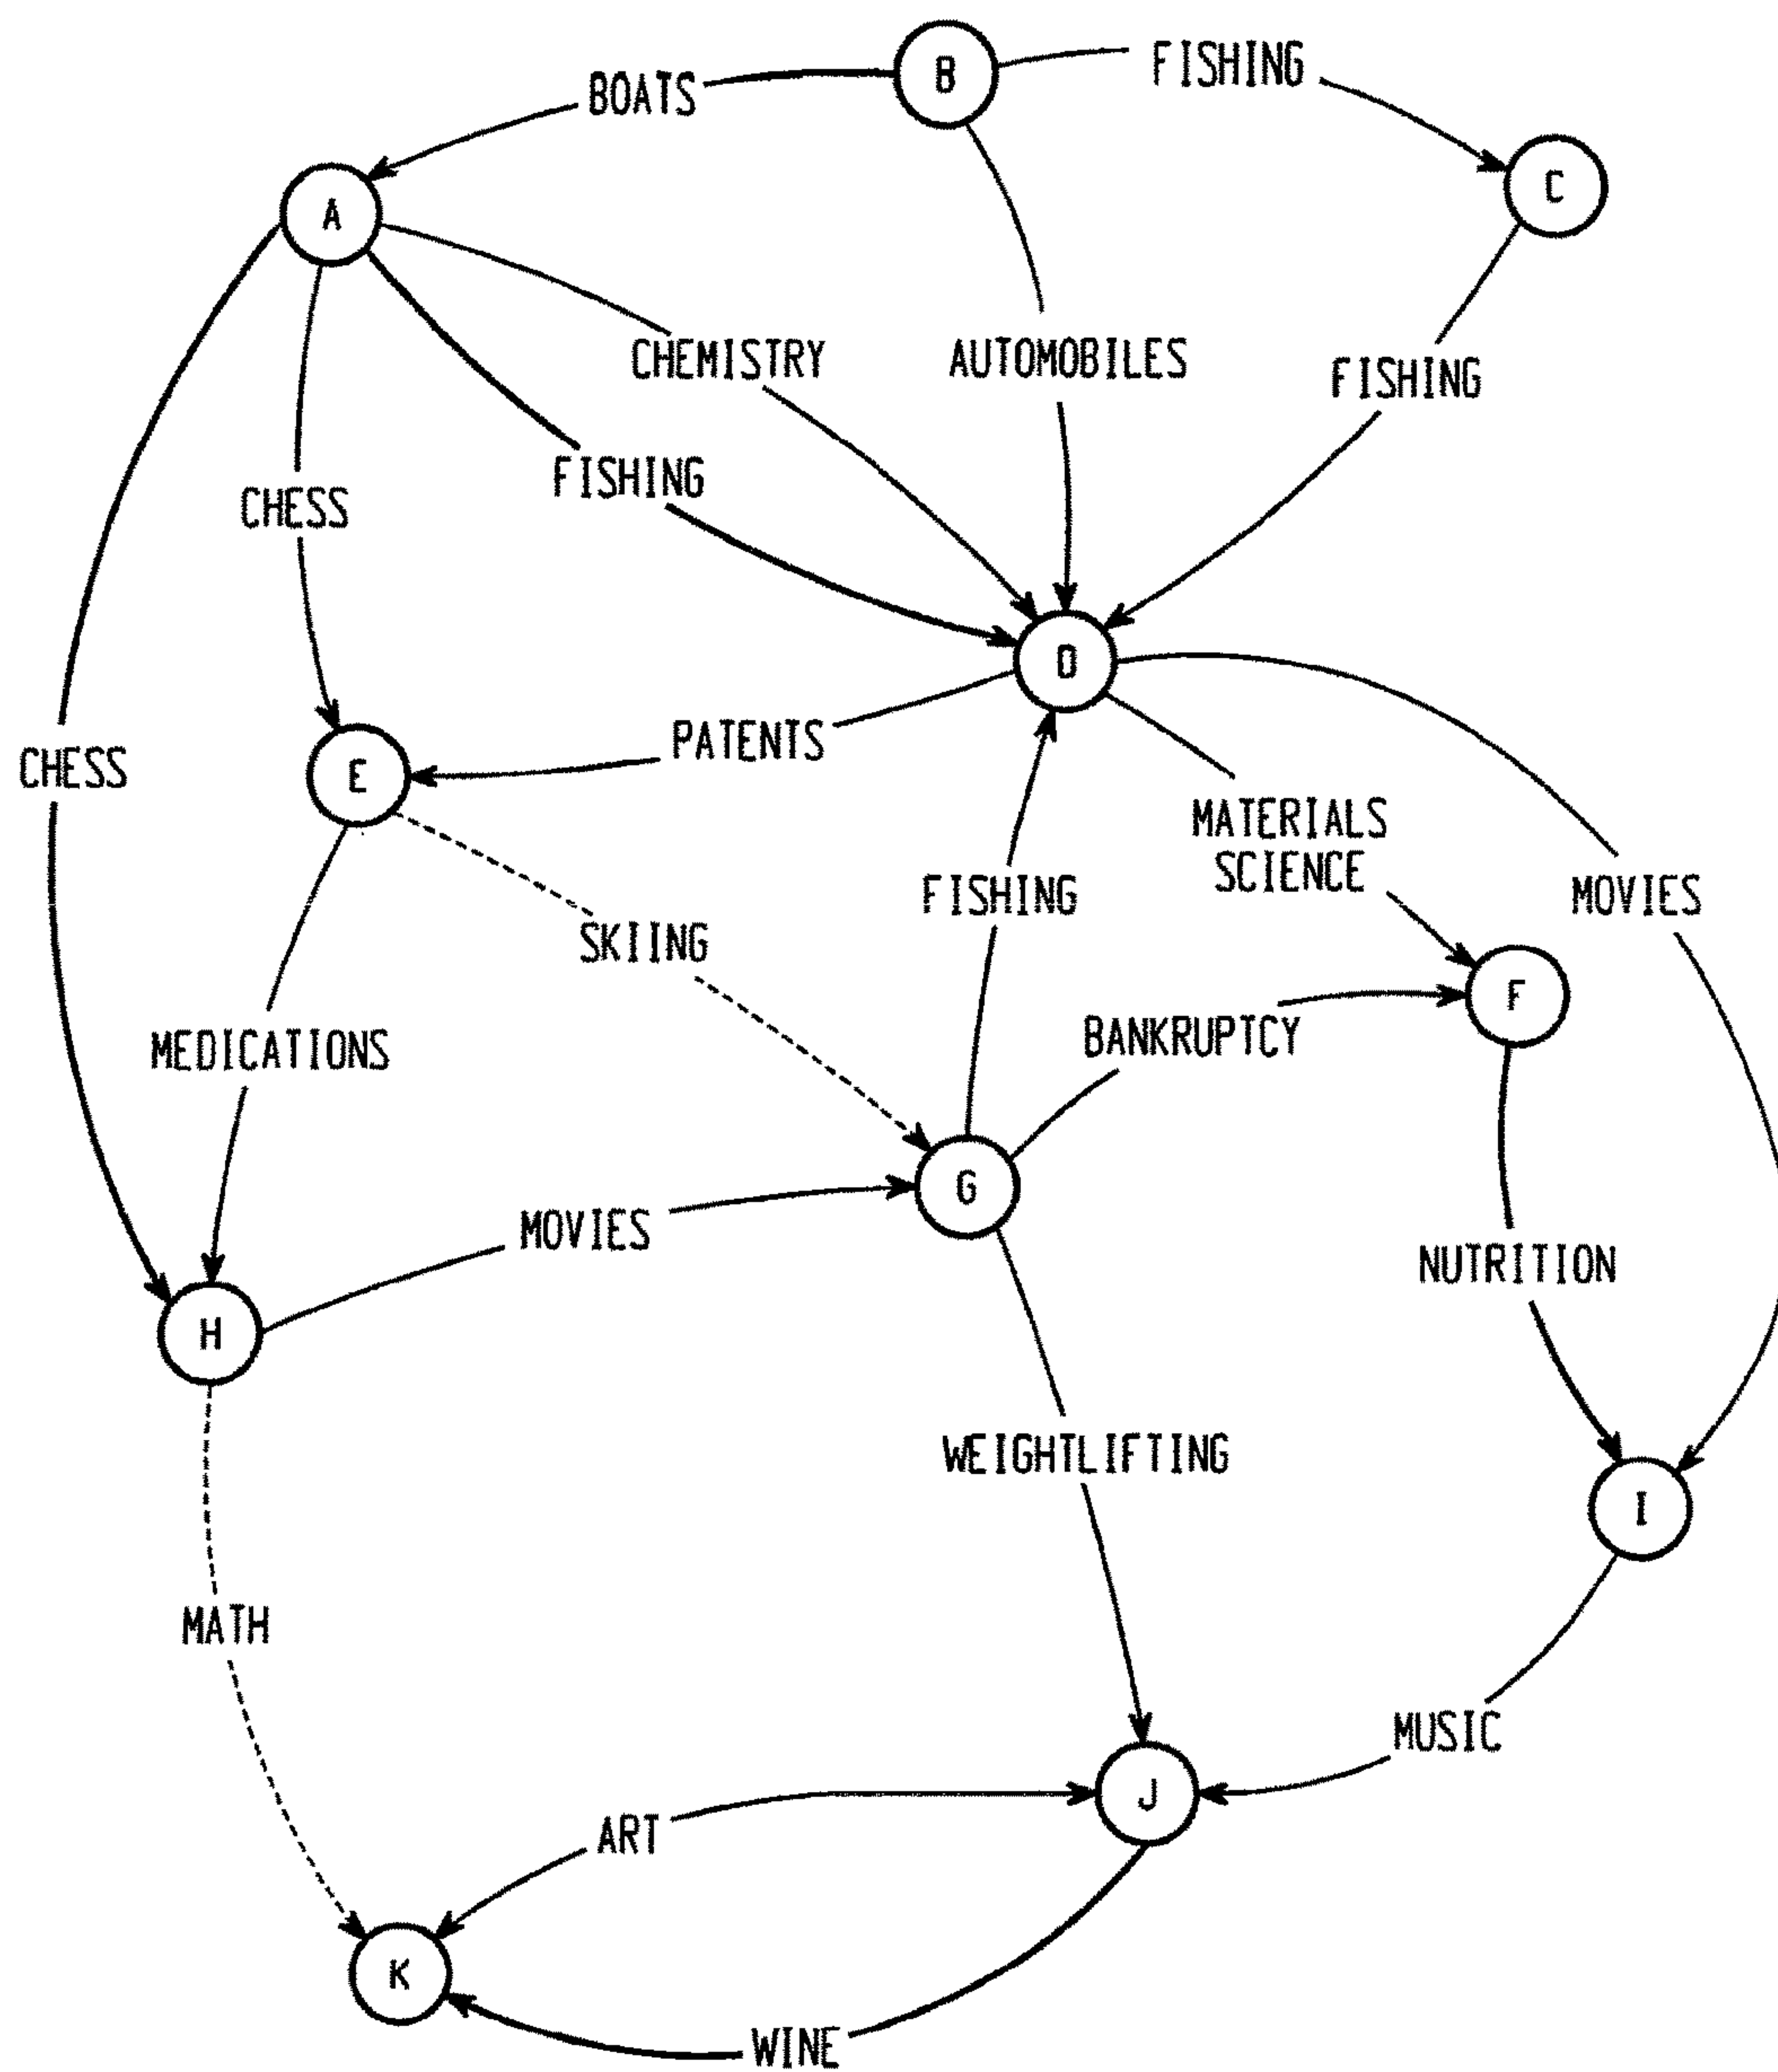 B
FISHING
BOATS
C
A
CHEMISTRY
AUTOMOBILES
FISHING
FISHING
CHESS
D
PATENTS
CHESS
E
MATERIALS
SCIENCE
FISHING
MOVIES
SKIING
F
BANKRUPTCY
MEDICATIONS
G
MOVIES
NUTRITION
H
WEIGHTLIFTING
I
MATH
MUSIC
J
ART
K
WINE